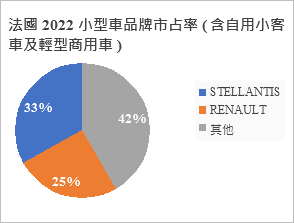 法國 2022 小型車品牌市占率 ( 含自用小客
車及輕型商用車 )
33%
42%
25%
STELLANTIS
RENAULT
其他